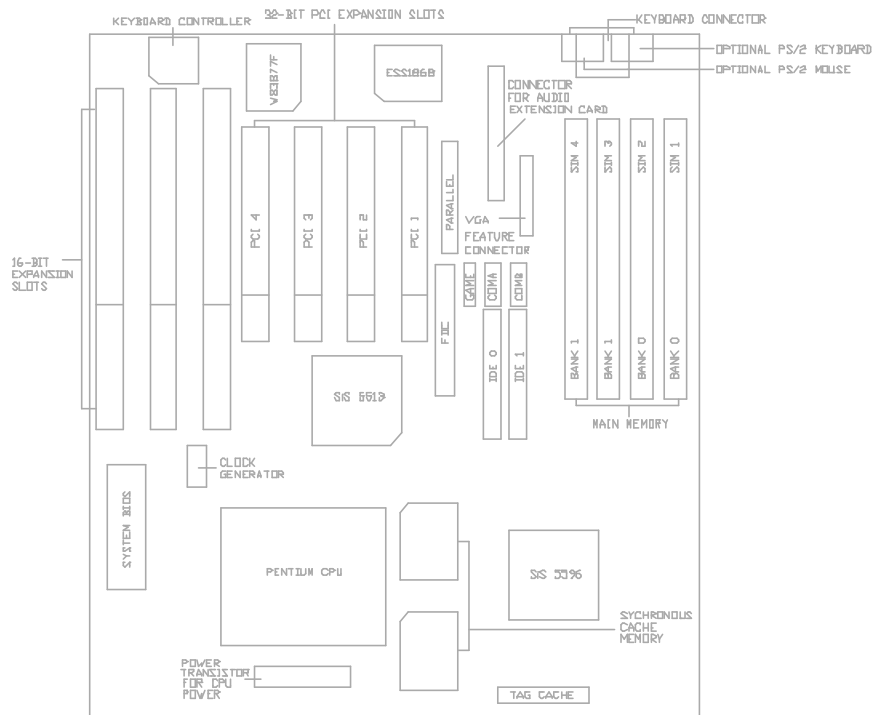 KEYBOARD CONTROLLER
32-BIT PCI EXPANSION SLOTS
KEYBOARD CONNECTOR
OPTIONAL PS/2 KEYBOARD
OPTIONAL PS/2 MOUSE
W83877F
ESS1868
CONNECTOR
FOR AUDIO
EXTENSION CARD
SIM 4
SIM 3
SIM 2
SIM 1
PARALLEL
PCI 4
PCI 3
PCI 2
PCI 1
VGA
FEATURE
CONNECTOR
16-BIT
EXPANSION
SLOTS
GAME
COMA
COMB
FDC
IDE 0
IDE 1
BANK 1
BANK 1
BANK 0
BANK 0
SIS 5513
MAIN MEMORY
CLOCK
GENERATOR
SYSTEM BIOS
PENTIUM CPU
SIS 5596
SYCHRONOUS
CACHE
MEMORY
POWER
TRANSISTOR
FOR CPU
POWER
TAG CACHE